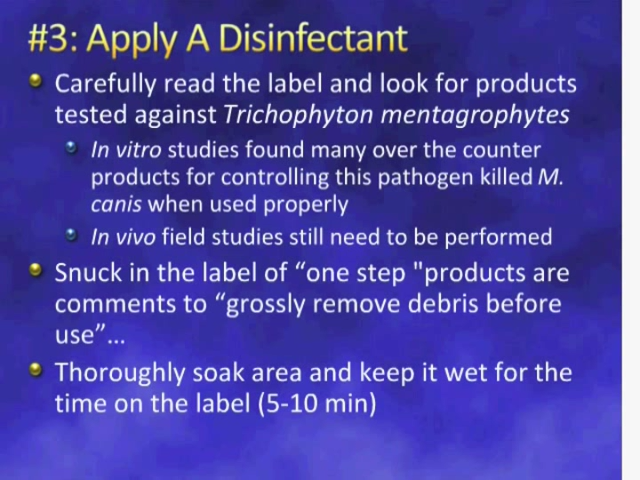 #3: Apply A Disinfectant
Carefully read the label and look for products
tested against Trichophyton mentagrophytes
In vitro studies found many over the counter
products for controlling this pathogen killed M.
canis when used properly
In vivo field studies still need to be performed
Snuck in the label of “one step "products are
comments to “grossly remove debris before
use”…
Thoroughly soak area and keep it wet for the
time on the label (5-10 min)